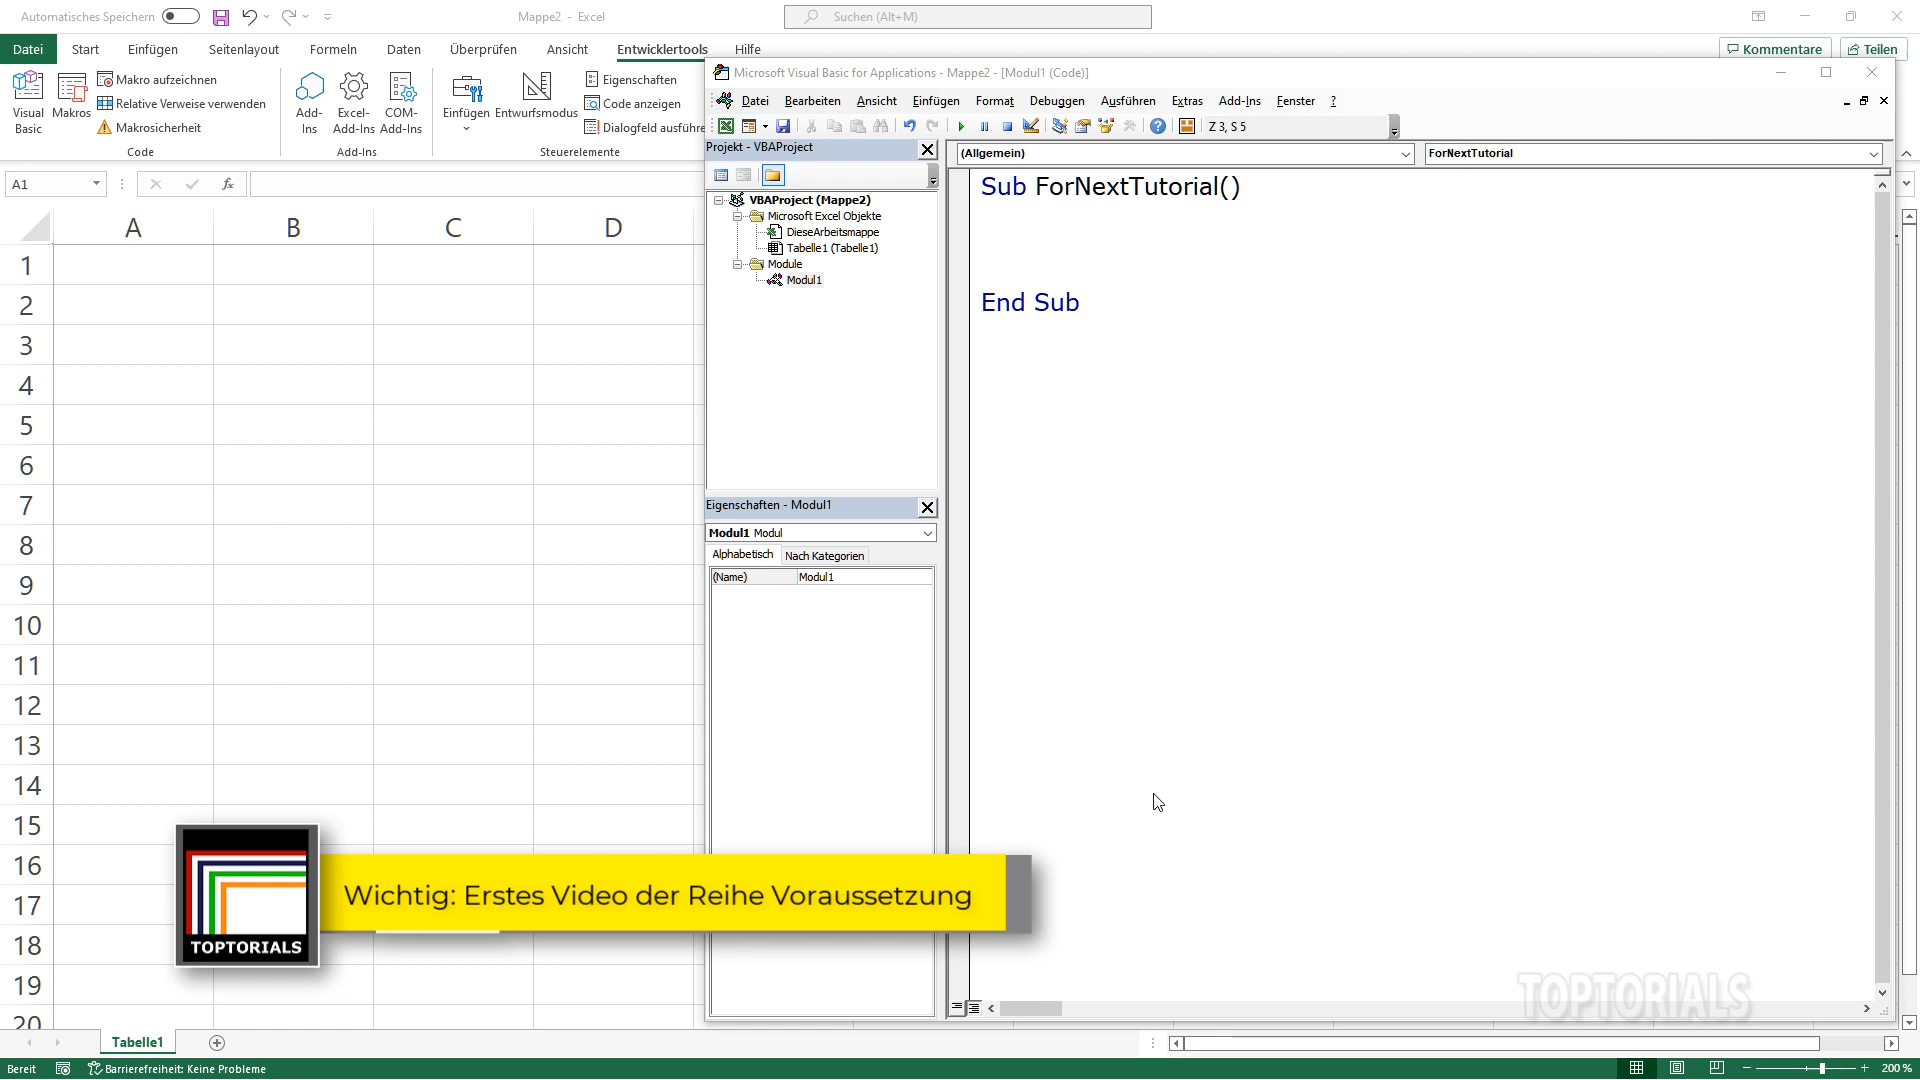 Automatisches Speichern
Mappe2 - Excel
Suchen (Alt+M)
Datei
Start
Einfügen
Seitenlayout
Formeln
Daten
Überprüfen
Ansicht
Entwicklertools
Hilfe
Kommentare
Teilen
Visual Basic
Makros
Makro aufzeichnen
Relative Verweise verwenden
Makrosicherheit
Code
Add-Ins
Excel-Add-Ins
COM-Add-Ins
Add-Ins
Einfügen
Entwurfsmodus
Eigenschaften
Code anzeigen
Dialogfeld ausführe
Steuerelemente
A1
fx
A B C D
1
2
3
4
5
6
7
8
9
10
11
12
13
14
15
16
17
18
19
20
Microsoft Visual Basic for Applications - Mappe2 - [Modul1 (Code)]
Datei Bearbeiten Ansicht Einfügen Format Debuggen Ausführen Extras Add-Ins Fenster ?
Z 3, S 5
Projekt - VBAProject
VBAProject (Mappe2)
Microsoft Excel Objekte
DieseArbeitsmappe
Tabelle1 (Tabelle1)
Module
Modul1
Eigenschaften - Modul1
Modul1 Modul
Alphabetisch
Nach Kategorien
(Name) Modul1
(Allgemein)
ForNextTutorial
Sub ForNextTutorial()
End Sub
TOPTORIALS
Wichtig: Erstes Video der Reihe Voraussetzung
TOPTORIALS
Tabelle1
Bereit
Barrierefreiheit: Keine Probleme
200 %